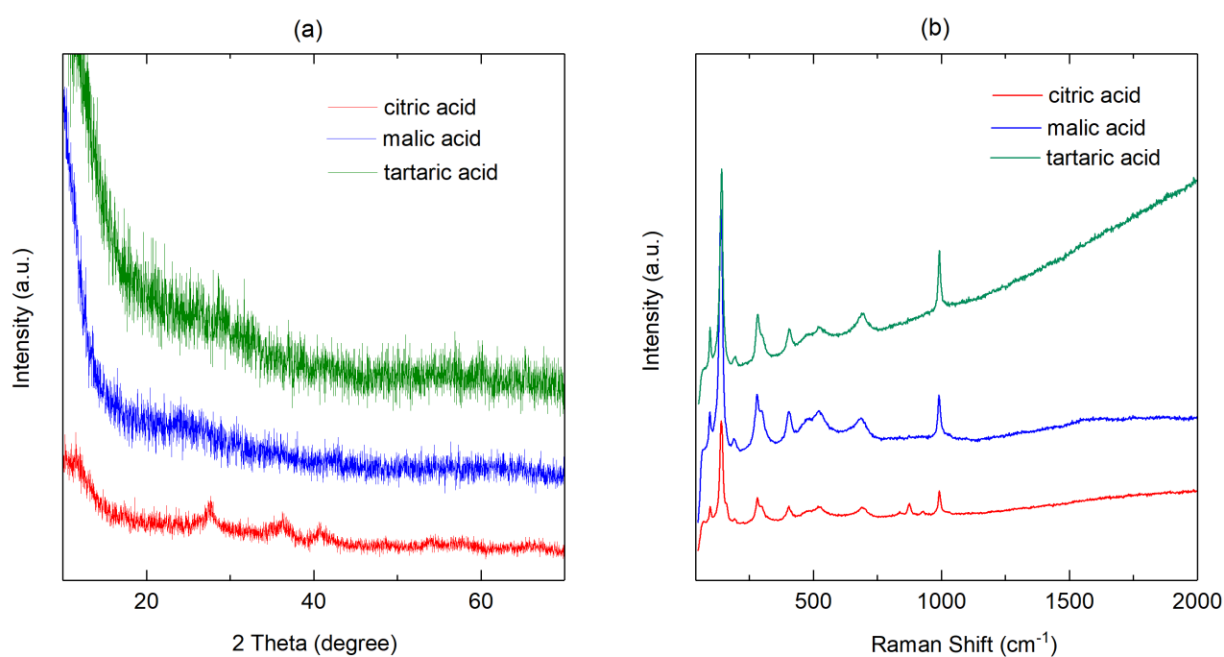 (a)
citric acid
malic acid
tartaric acid
Intensity (a.u.)
20
40
60
2 Theta (degree)
(b)
citric acid
malic acid
tartaric acid
Intensity (a.u.)
500
1000
1500
2000
Raman Shift (cm⁻¹)